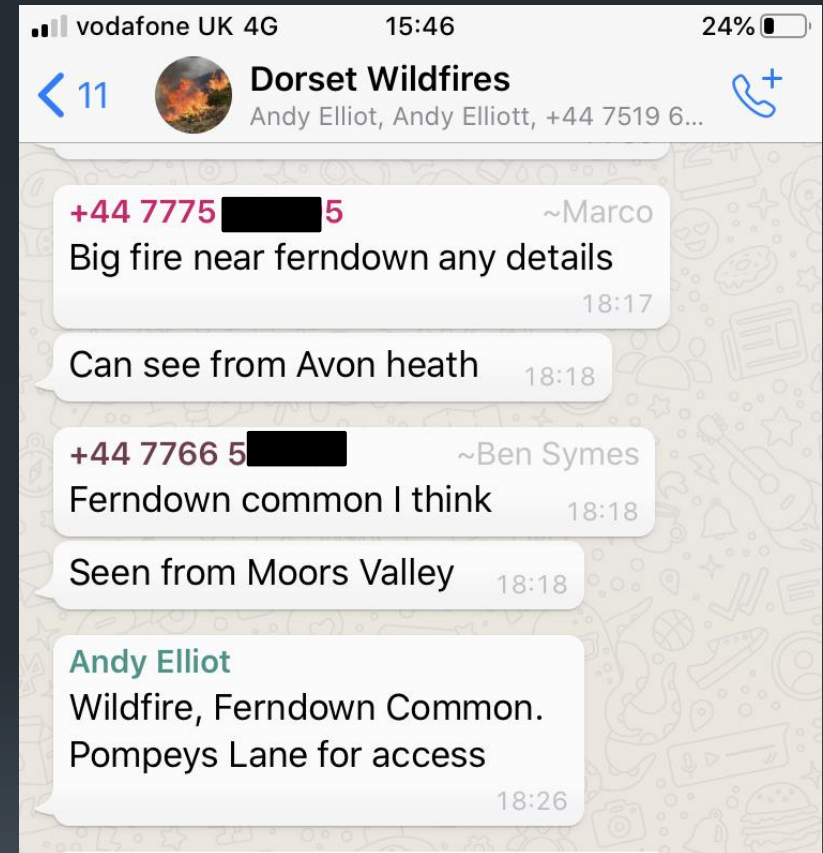 vodafone UK 4G 15:46 24%
11 Dorset Wildfires
Andy Elliot, Andy Elliott, +44 7519 6...
+44 7775 5 ~Marco
Big fire near ferndown any details
18:17
Can see from Avon heath 18:18
+44 7766 5 ~Ben Symes
Ferndown common I think 18:18
Seen from Moors Valley 18:18
Andy Elliot
Wildfire, Ferndown Common.
Pompeys Lane for access
18:26